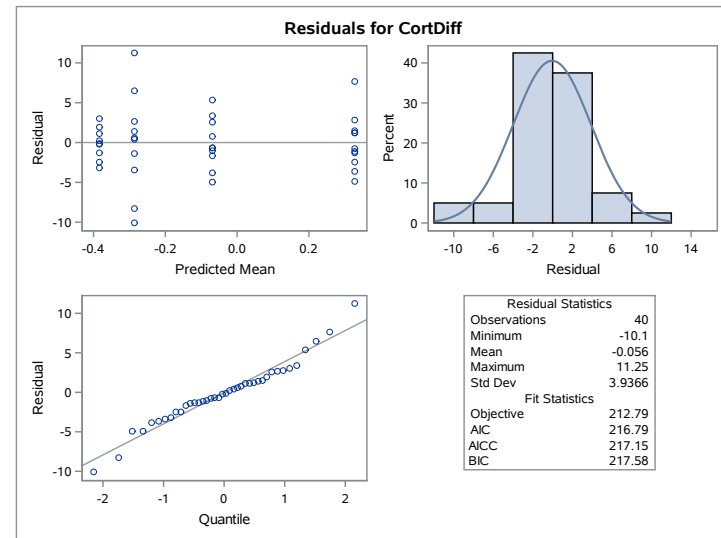 Residuals for CortDiff
10
5
0
-5
-10
Residual
-0.4
-0.2
0.0
0.2
Predicted Mean
40
30
20
10
0
Percent
-10
-6
-2
2
6
10
14
Residual
10
5
0
-5
-10
Residual
-2
-1
0
1
2
Quantile
Residual Statistics
Observations 40
Minimum -10.1
Mean -0.056
Maximum 11.25
Std Dev 3.9366
Fit Statistics
Objective 212.79
AIC 216.79
AICC 217.15
BIC 217.58